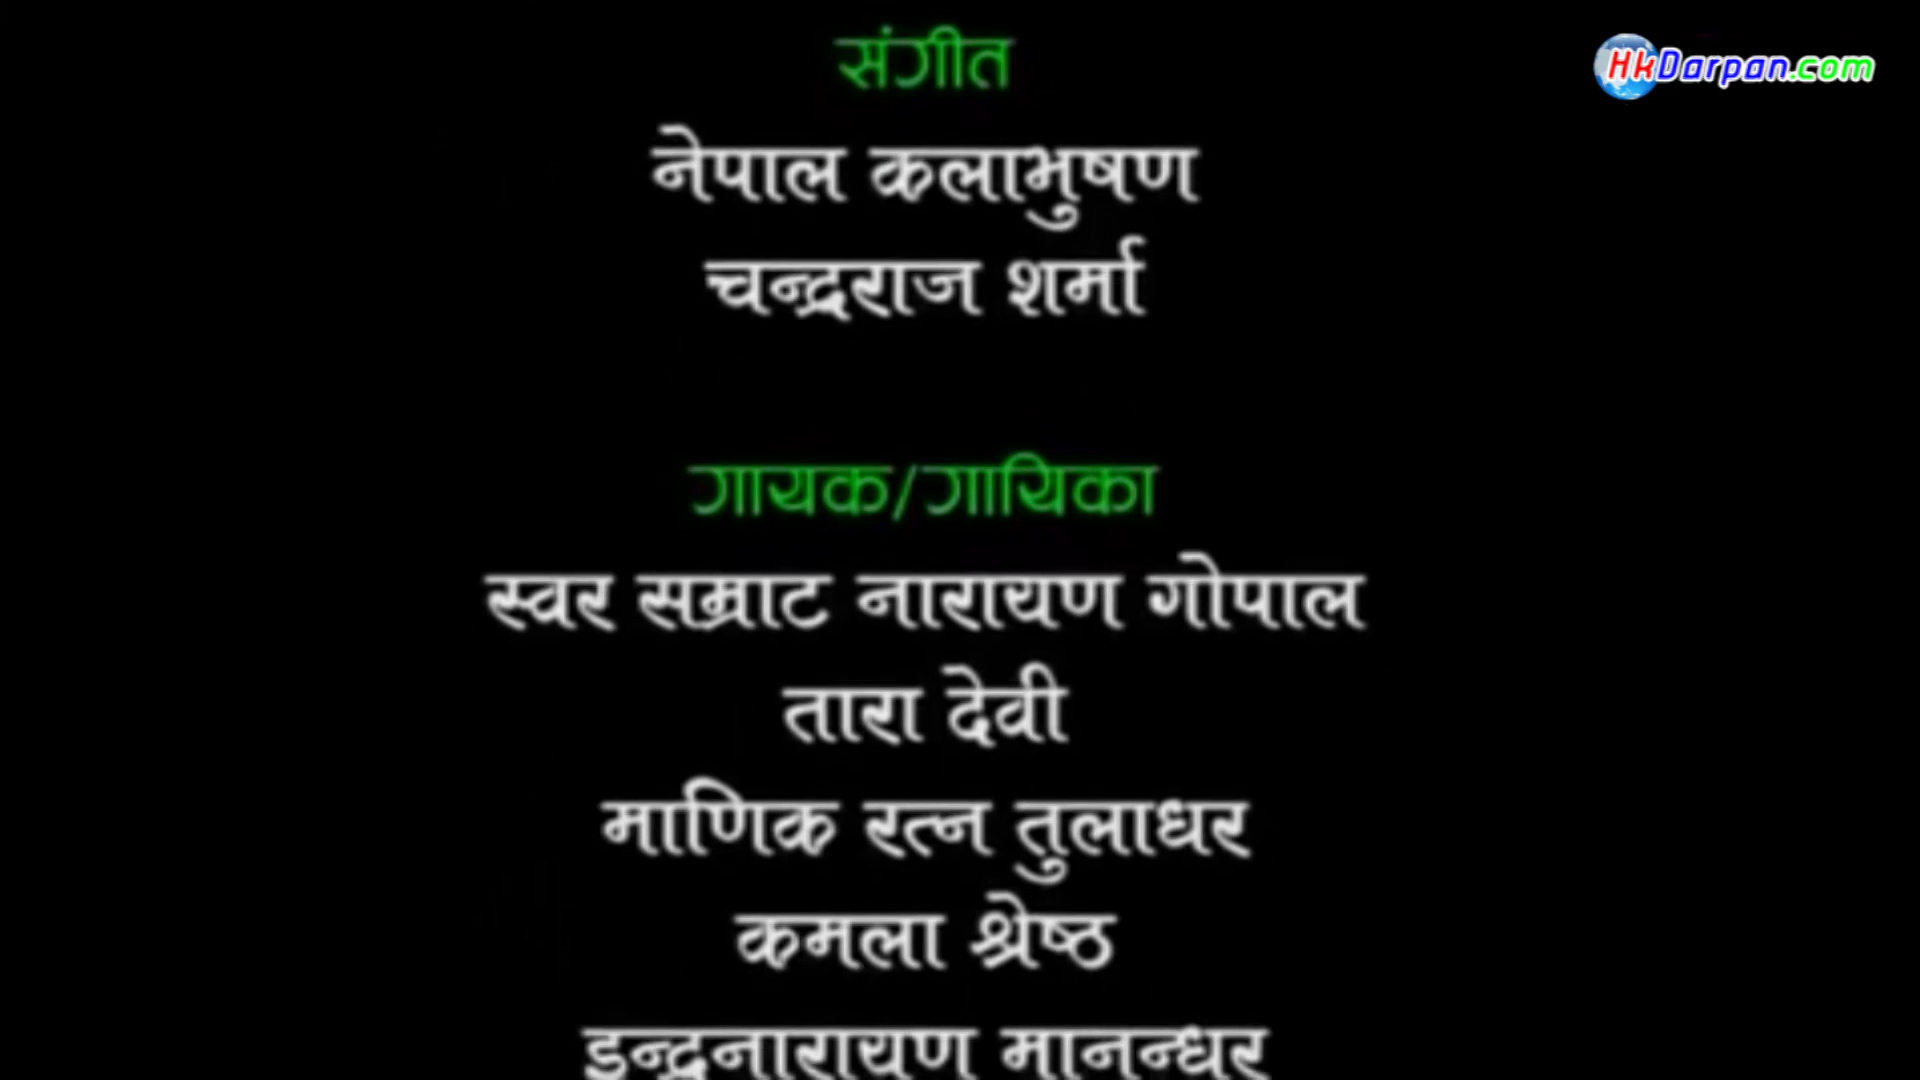 संगीत
HkDarpan.com
नेपाल कलाभुषण
चन्द्रराज शर्मा
गायक/गायिका
स्वर सम्राट नारायण गोपाल
तारा देवी
माणिक रत्न तुलाधर
कमला श्रेष्ठ
इन्द्रनारायण मानन्धर